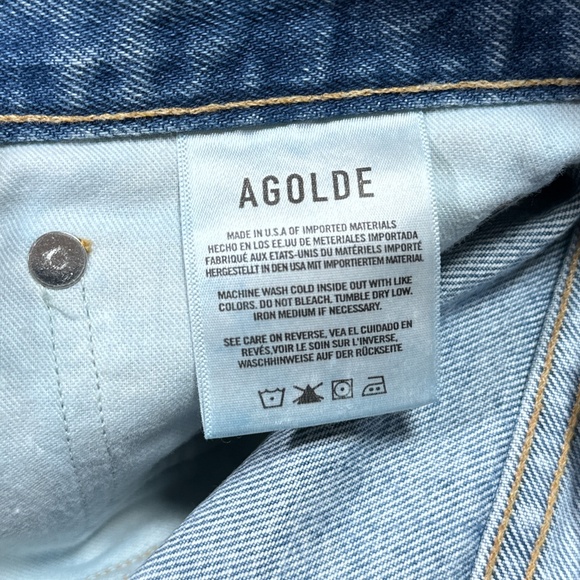 AGOLDE
MADE IN U.S.A OF IMPORTED MATERIALS
HECHO EN LOS EE.UU DE METERIALES IMPORTADA
FABRIQUÉ AUX ETATS-UNIS DU MATÉRIELS IMPORTÉ
HERGESTELLT IN DEN USA MIT IMPORTIERTEM MATERIAL
MACHINE WASH COLD INSIDE OUT WITH LIKE
COLORS. DO NOT BLEACH. TUMBLE DRY LOW.
IRON MEDIUM IF NECESSARY.
SEE CARE ON REVERSE, VEA EL CUIDADO EN
REVÉS,VOIR LE SOIN SUR L'INVERSE,
WASCHHINWEISE AUF DER RÜCKSEITE